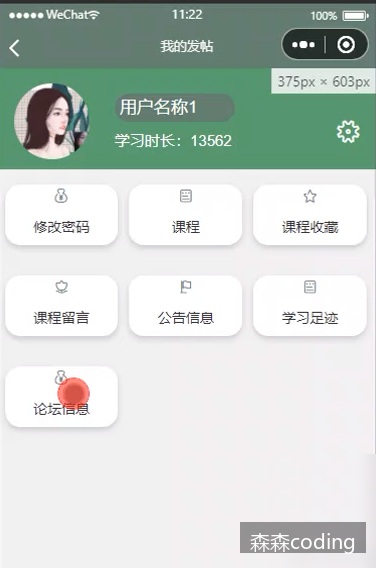 WeChat
11:22
100%
我的发帖
375px × 603px
用户名称1
学习时长：13562
修改密码
课程
课程收藏
课程留言
公告信息
学习足迹
论坛信息
森森coding